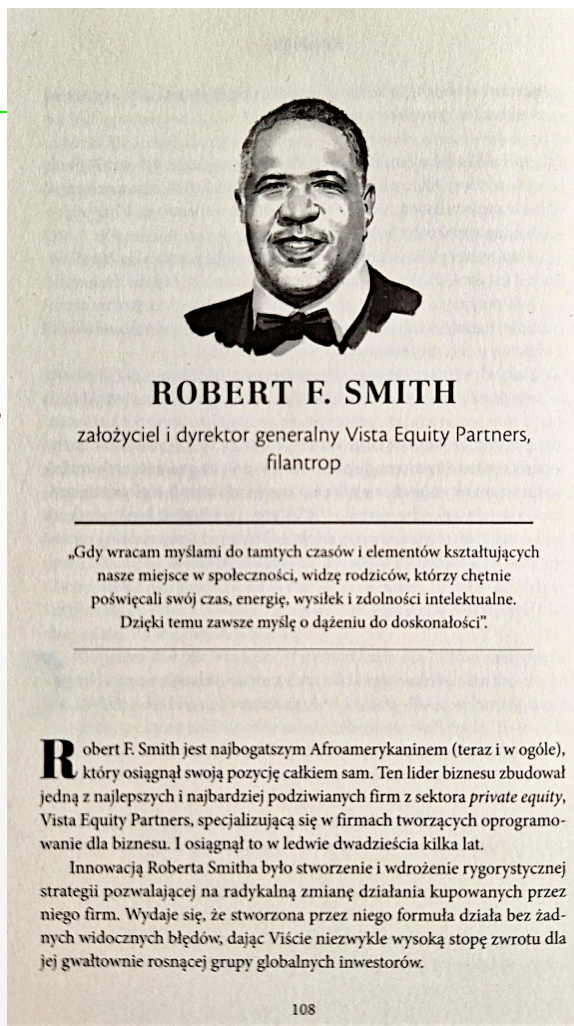 ROBERT F. SMITH
założyciel i dyrektor generalny Vista Equity Partners,
filantrop
„Gdy wracam myślami do tamtych czasów i elementów kształtujących
nasze miejsce w społeczności, widzę rodziców, którzy chętnie
poświęcali swój czas, energię, wysiłek i zdolności intelektualne.
Dzięki temu zawsze myślę o dążeniu do doskonałości”.
Robert F. Smith jest najbogatszym Afroamerykaninem (teraz i w ogóle),
który osiągnął swoją pozycję całkiem sam. Ten lider biznesu zbudował
jedną z najlepszych i najbardziej podziwianych firm z sektora private equity,
Vista Equity Partners, specjalizującą się w firmach tworzących oprogramo-
wanie dla biznesu. I osiągnął to w ledwie dwadzieścia kilka lat.
Innowacją Roberta Smitha było stworzenie i wdrożenie rygorystycznej
strategii pozwalającej na radykalną zmianę działania kupowanych przez
niego firm. Wydaje się, że stworzona przez niego formuła działa bez żad-
nych widocznych błędów, dając Viście niezwykle wysoką stopę zwrotu dla
jej gwałtownie rosnącej grupy globalnych inwestorów.
108